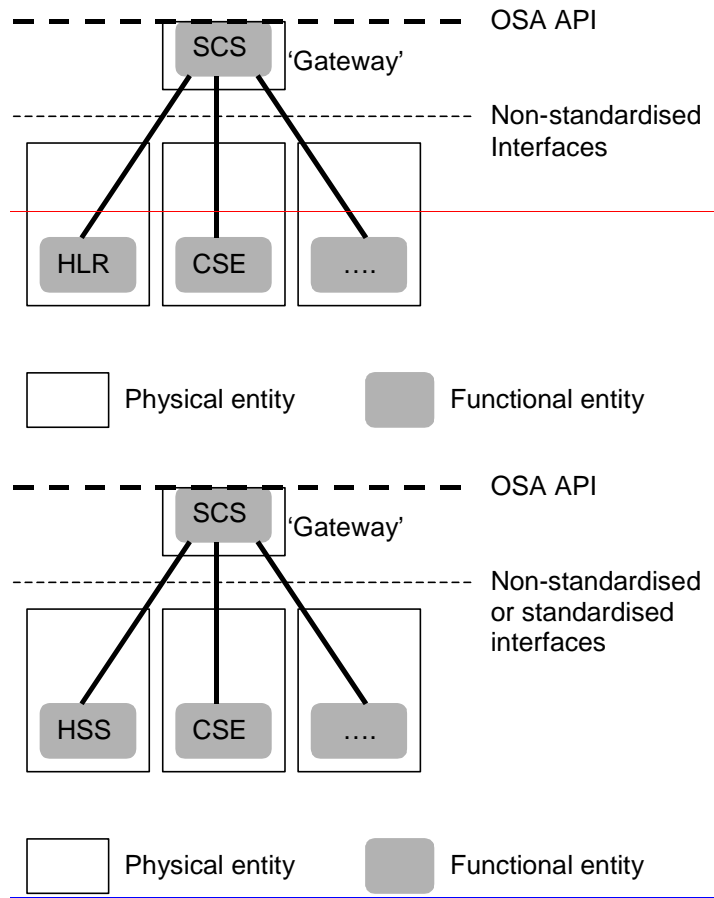 OSA API
SCS
‘Gateway’
Non-standardised
Interfaces
HLR
CSE
....
Physical entity
Functional entity
OSA API
SCS
‘Gateway’
Non-standardised
or standardised
interfaces
HSS
CSE
....
Physical entity
Functional entity